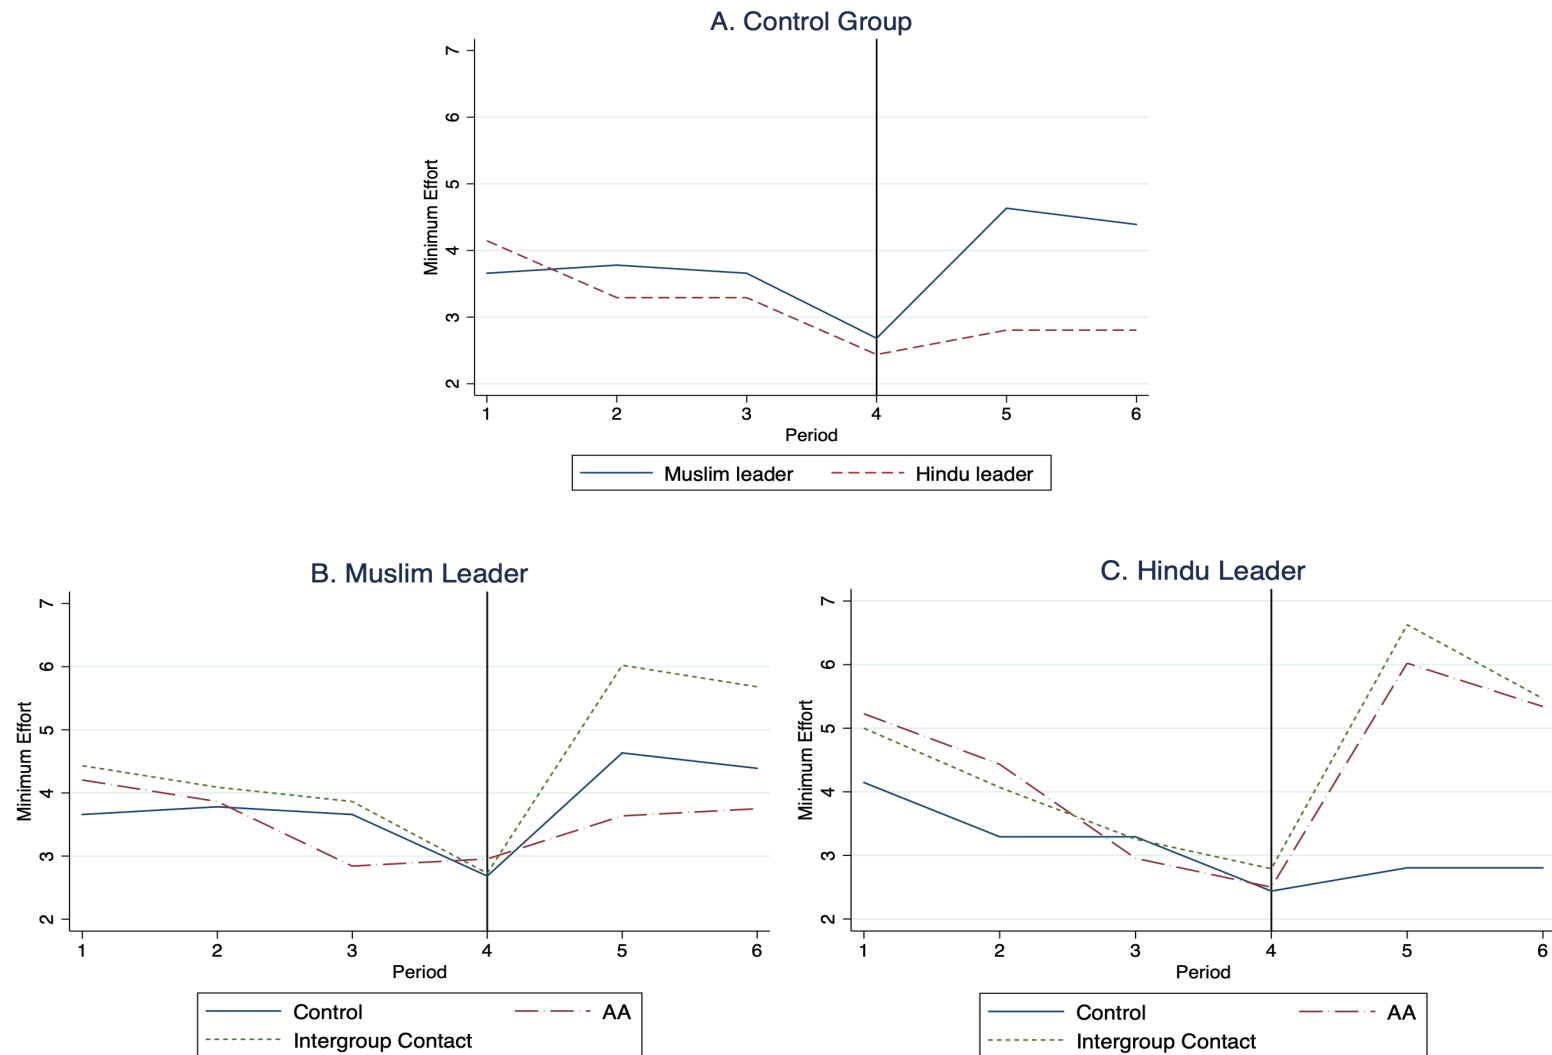 A. Control Group
Minimum Effort
7
6
5
4
3
2
1 2 3 4 5 6
Period
Muslim leader Hindu leader
B. Muslim Leader
Minimum Effort
7
6
5
4
3
2
1 2 3 4 5 6
Period
Control AA
Intergroup Contact
C. Hindu Leader
Minimum Effort
7
6
5
4
3
2
1 2 3 4 5 6
Period
Control AA
Intergroup Contact